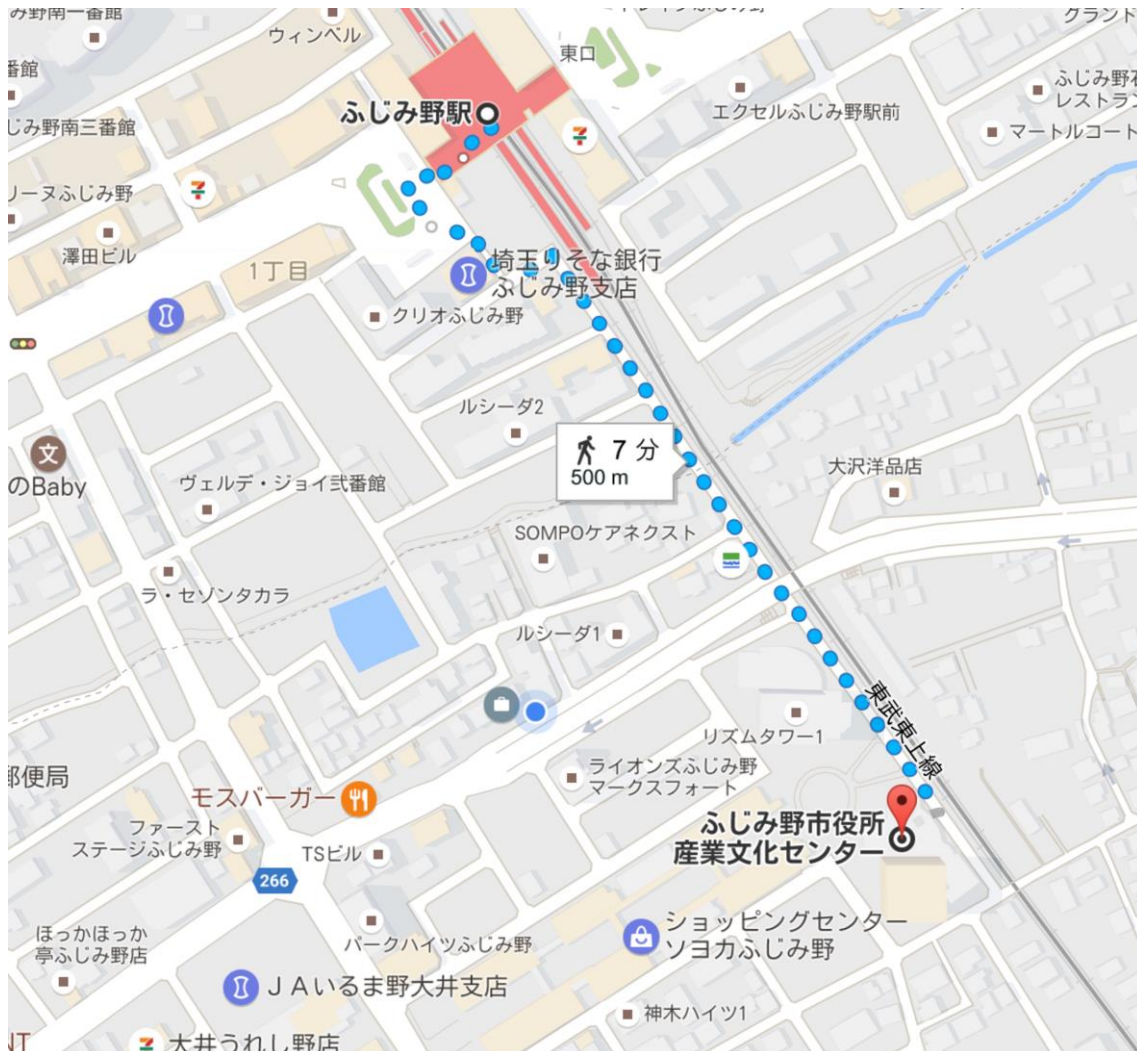 み野南一番館
ウィンベル
東口
グランド
番館
ふじみ野駅
エクセルふじみ野駅前
ふじみ野石
レストラン
じみ野南三番館
マートルコート
リーヌふじみ野
澤田ビル
1丁目
埼玉りそな銀行
ふじみ野支店
クリオふじみ野
ルシーダ2
7 分
500 m
大沢洋品店
のBaby
ヴェルデ・ジョイ弐番館
SOMPOケアネクスト
ラ・セゾンタカラ
ルシーダ1
東武東上線
リズムタワー1
郵便局
ライオンズふじみ野
マークスフォート
モスバーガー
ふじみ野市役所
産業文化センター
ファースト
ステージふじみ野
TSビル
266
ほっかほっか
亭ふじみ野店
パークハイツふじみ野
ショッピングセンター
ソヨカふじみ野
ＪＡいるま野大井支店
神木ハイツ1
NT
大井うれし野店